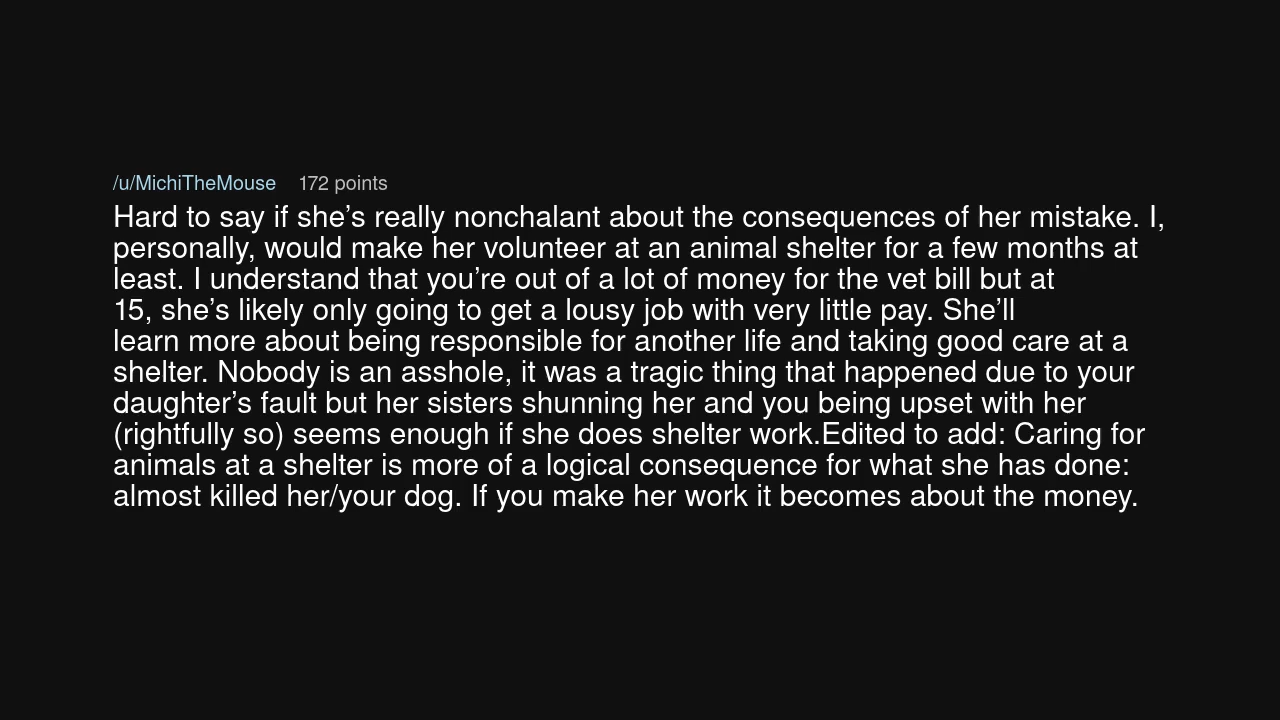 /u/MichiTheMouse 172 points
Hard to say if she’s really nonchalant about the consequences of her mistake. I,
personally, would make her volunteer at an animal shelter for a few months at
least. I understand that you’re out of a lot of money for the vet bill but at
15, she’s likely only going to get a lousy job with very little pay. She’ll
learn more about being responsible for another life and taking good care at a
shelter. Nobody is an asshole, it was a tragic thing that happened due to your
daughter’s fault but her sisters shunning her and you being upset with her
(rightfully so) seems enough if she does shelter work.Edited to add: Caring for
animals at a shelter is more of a logical consequence for what she has done:
almost killed her/your dog. If you make her work it becomes about the money.